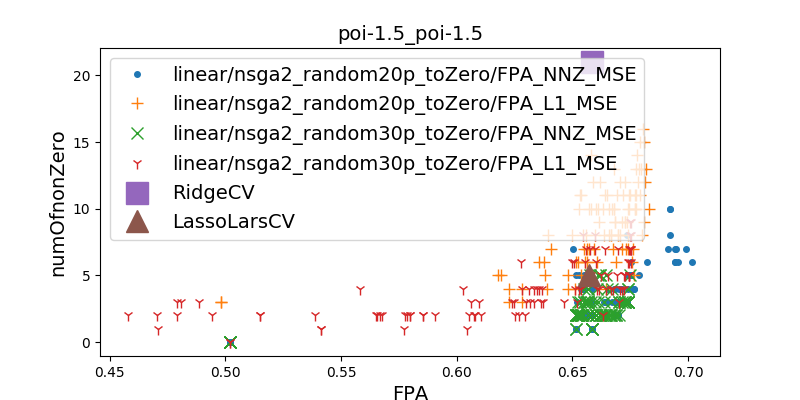 poi-1.5_poi-1.5
linear/nsga2_random20p_toZero/FPA_NNZ_MSE
linear/nsga2_random20p_toZero/FPA_L1_MSE
linear/nsga2_random30p_toZero/FPA_NNZ_MSE
linear/nsga2_random30p_toZero/FPA_L1_MSE
RidgeCV
LassoLarsCV
numOfnonZero
20
15
10
5
0
0.45 0.50 0.55 0.60 0.65 0.70
FPA